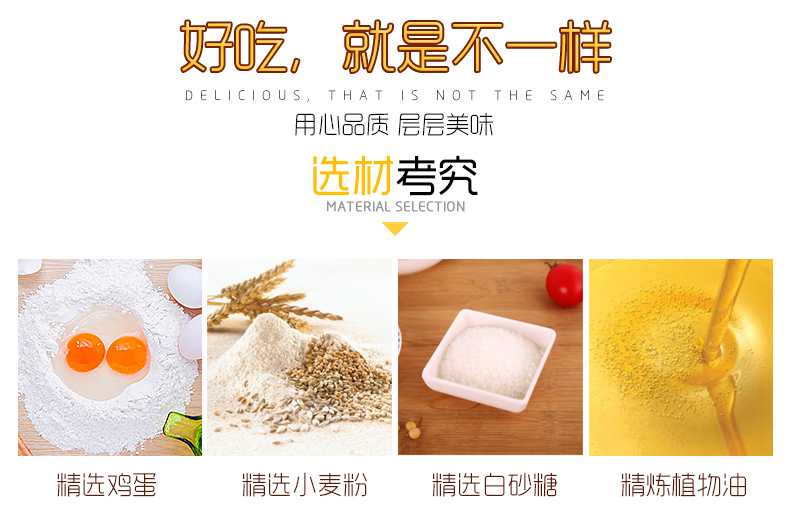 好吃，就是不一样
DELICIOUS, THAT IS NOT THE SAME
用心品质 层层美味
选材考究
MATERIAL SELECTION
精选鸡蛋 精选小麦粉 精选白砂糖 精炼植物油